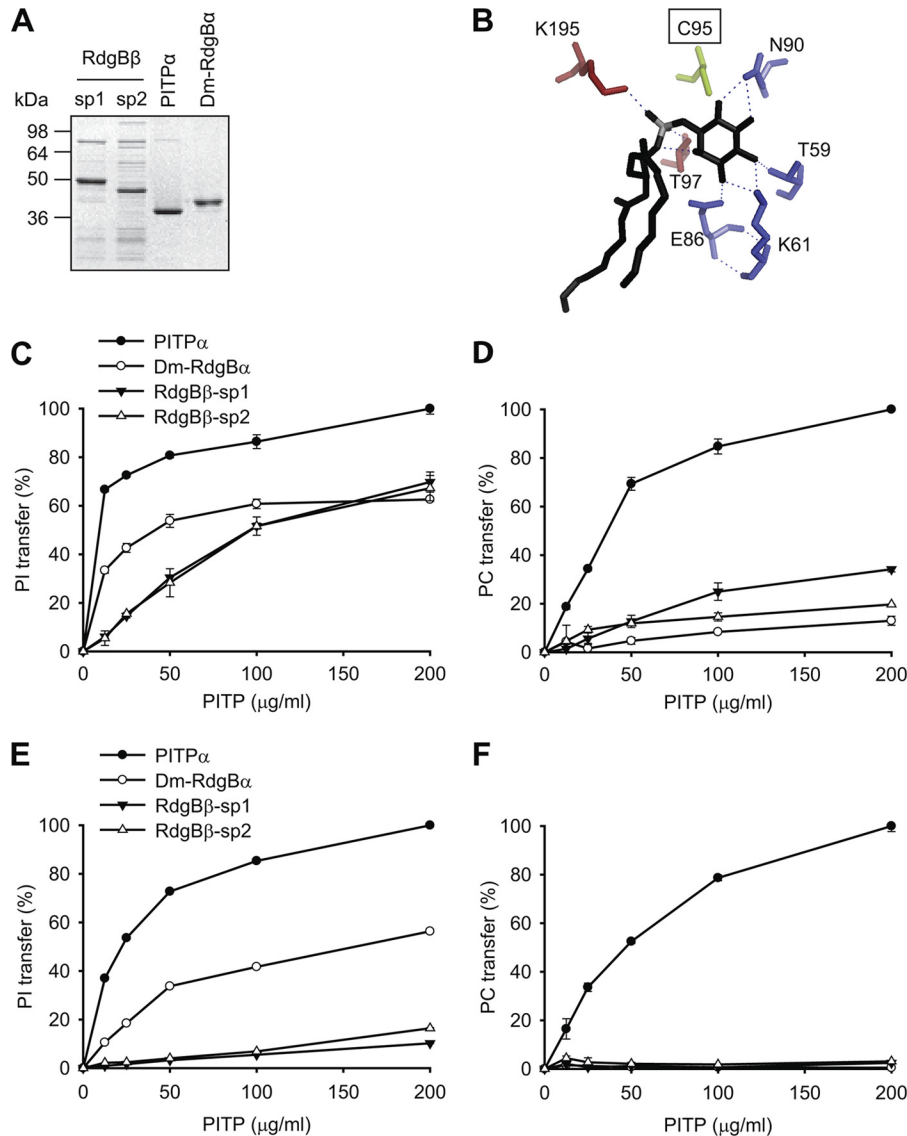 A
RdgBβ
PITPα
Dm-RdgBα
kDa
sp1
sp2
98
64
50
36
B
K195
C95
N90
T59
T97
E86
K61
C
PITPα
Dm-RdgBα
RdgBβ-sp1
RdgBβ-sp2
PI transfer (%)
100
80
60
40
20
0
0 50 100 150 200
PITP (μg/ml)
D
PC transfer (%)
100
80
60
40
20
0
0 50 100 150 200
PITP (μg/ml)
E
PITPα
Dm-RdgBα
RdgBβ-sp1
RdgBβ-sp2
PI transfer (%)
100
80
60
40
20
0
0 50 100 150 200
PITP (μg/ml)
F
PC transfer (%)
100
80
60
40
20
0
0 50 100 150 200
PITP (μg/ml)